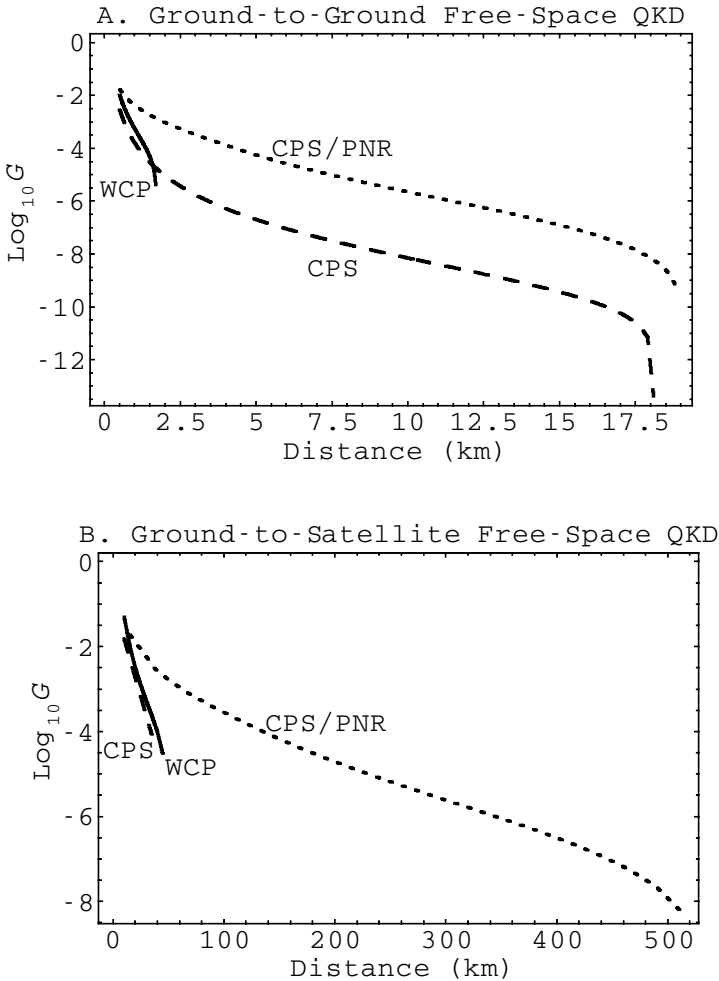 A. Ground-to-Ground Free-Space QKD
0
-2
-4
-6
-8
-10
-12
Log10G
CPS/PNR
WCP
CPS
0 2.5 5 7.5 10 12.5 15 17.5
Distance (km)
B. Ground-to-Satellite Free-Space QKD
0
-2
-4
-6
-8
Log10G
CPS/PNR
CPS
WCP
0 100 200 300 400 500
Distance (km)